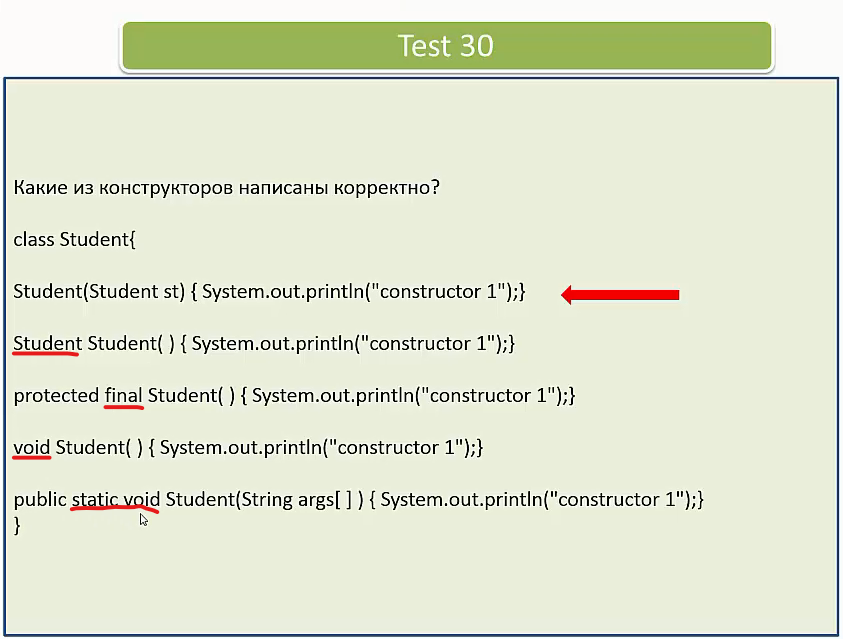 Test 30
Какие из конструкторов написаны корректно?
class Student{
Student(Student st) { System.out.println("constructor 1");}
Student Student( ) { System.out.println("constructor 1");}
protected final Student( ) { System.out.println("constructor 1");}
void Student( ) { System.out.println("constructor 1");}
public static void Student(String args[ ] ) { System.out.println("constructor 1");}
}